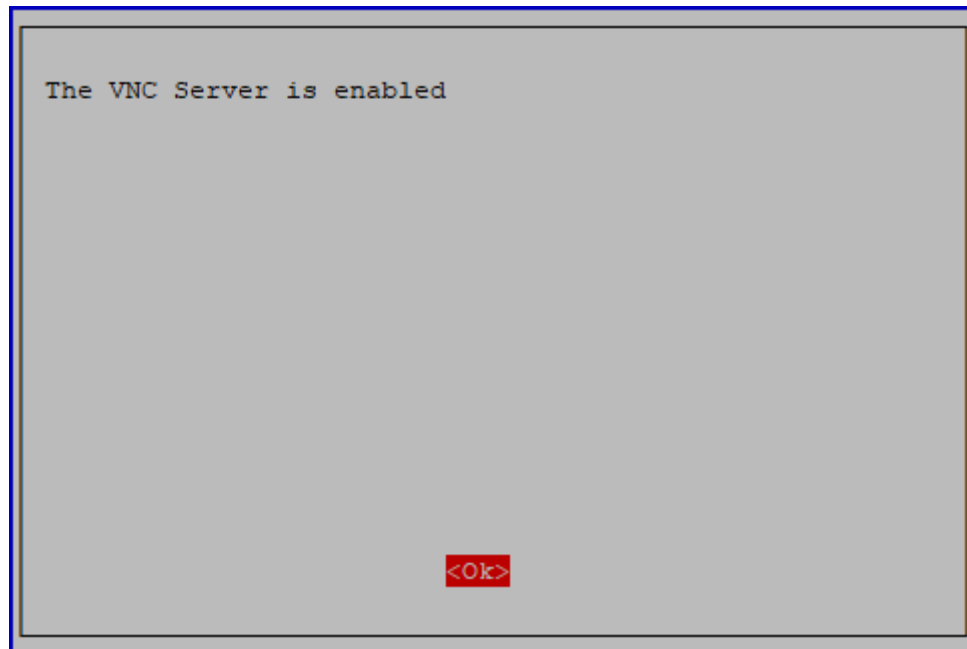 The VNC Server is enabled
<Ok>